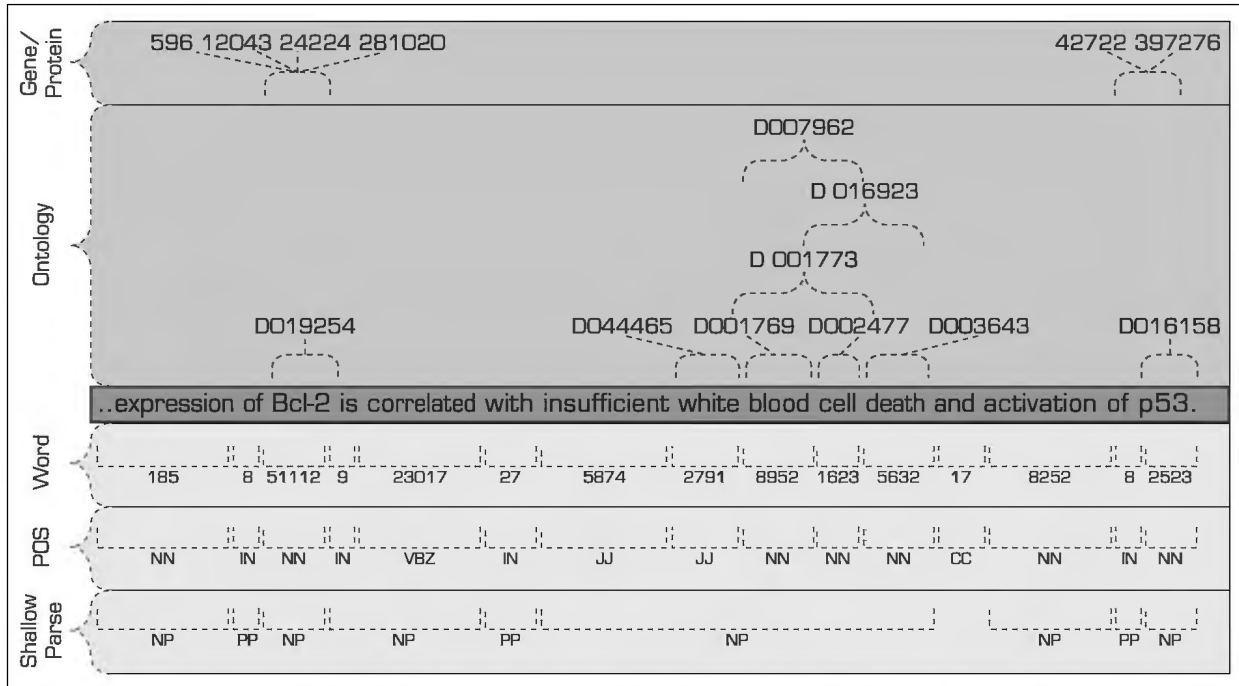 Gene/
Protein
596 12043 24224 281020
42722 397276
Ontology
D007962
D 016923
D 001773
D019254
D044465 D001769 D002477 D003643
D016158
..expression of Bcl-2 is correlated with insufficient white blood cell death and activation of p53.
Word
185 8 51112 9 23017 27 5874 2791 8952 1623 5632 17 8252 8 2523
POS
NN IN NN IN VBZ IN JJ JJ NN NN NN CC NN IN NN
Shallow
Parse
NP PP NP NP PP NP NP PP NP